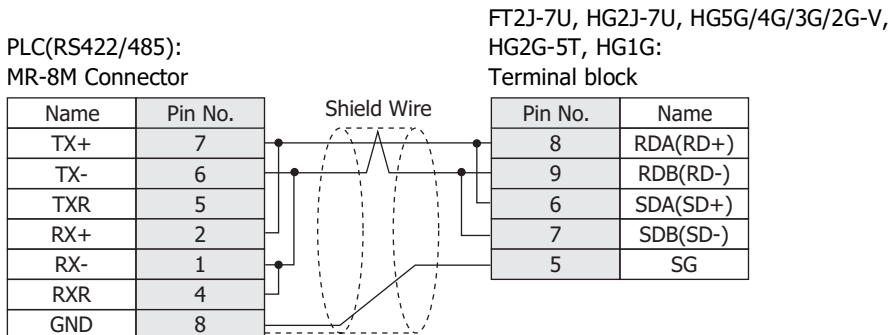 FT2J-7U, HG2J-7U, HG5G/4G/3G/2G-V,
PLC(RS422/485): HG2G-5T, HG1G:
MR-8M Connector Terminal block
Name Pin No. Shield Wire Pin No. Name
TX+ 7 8 RDA(RD+)
TX- 6 9 RDB(RD-)
TXR 5 6 SDA(SD+)
RX+ 2 7 SDB(SD-)
RX- 1 5 SG
RXR 4
GND 8